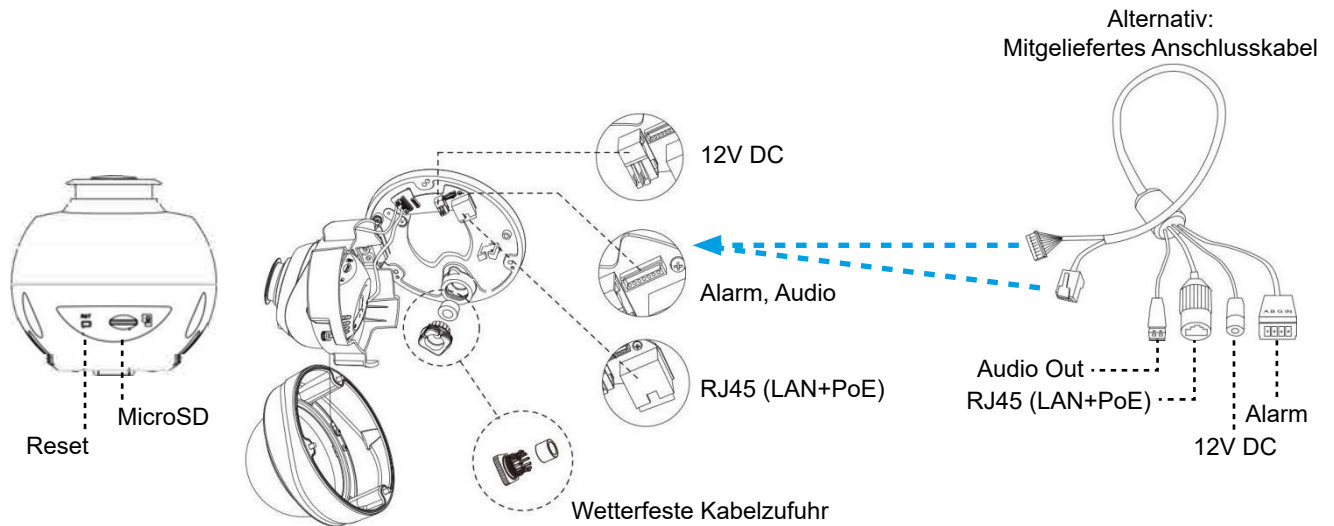 Alternativ:
Mitgeliefertes Anschlusskabel
12V DC
Alarm, Audio
RJ45 (LAN+PoE)
A B G IN
Audio Out
RJ45 (LAN+PoE)
Alarm
12V DC
MicroSD
Reset
Wetterfeste Kabelzufuhr